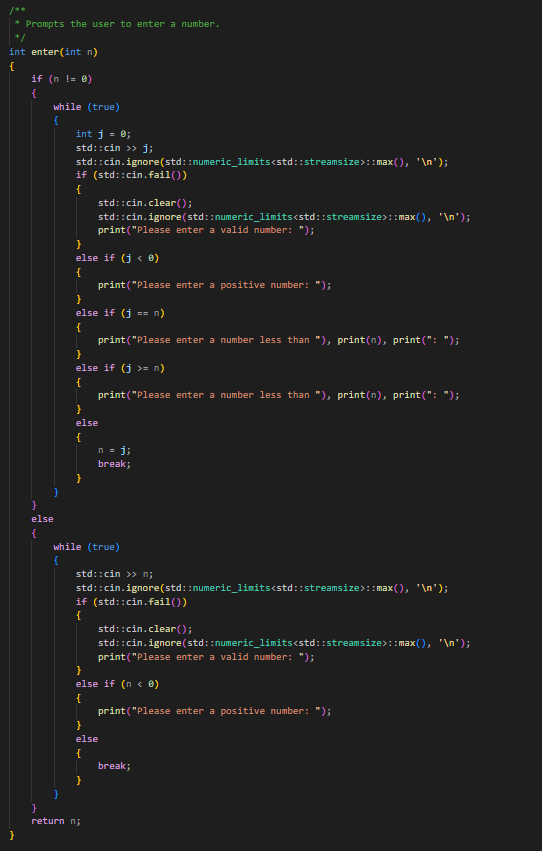 /**
 * Prompts the user to enter a number.
 */
int enter(int n)
{
    if (n != 0)
    {
        while (true)
        {
            int j = 0;
            std::cin >> j;
            std::cin.ignore(std::numeric_limits<std::streamsize>::max(), '\n');
            if (std::cin.fail())
            {
                std::cin.clear();
                std::cin.ignore(std::numeric_limits<std::streamsize>::max(), '\n');
                print("Please enter a valid number: ");
            }
            else if (j < 0)
            {
                print("Please enter a positive number: ");
            }
            else if (j == n)
            {
                print("Please enter a number less than "), print(n), print(": ");
            }
            else if (j >= n)
            {
                print("Please enter a number less than "), print(n), print(": ");
            }
            else
            {
                n = j;
                break;
            }
        }
    }
    else
    {
        while (true)
        {
            std::cin >> n;
            std::cin.ignore(std::numeric_limits<std::streamsize>::max(), '\n');
            if (std::cin.fail())
            {
                std::cin.clear();
                std::cin.ignore(std::numeric_limits<std::streamsize>::max(), '\n');
                print("Please enter a valid number: ");
            }
            else if (n < 0)
            {
                print("Please enter a positive number: ");
            }
            else
            {
                break;
            }
        }
    }
    return n;
}